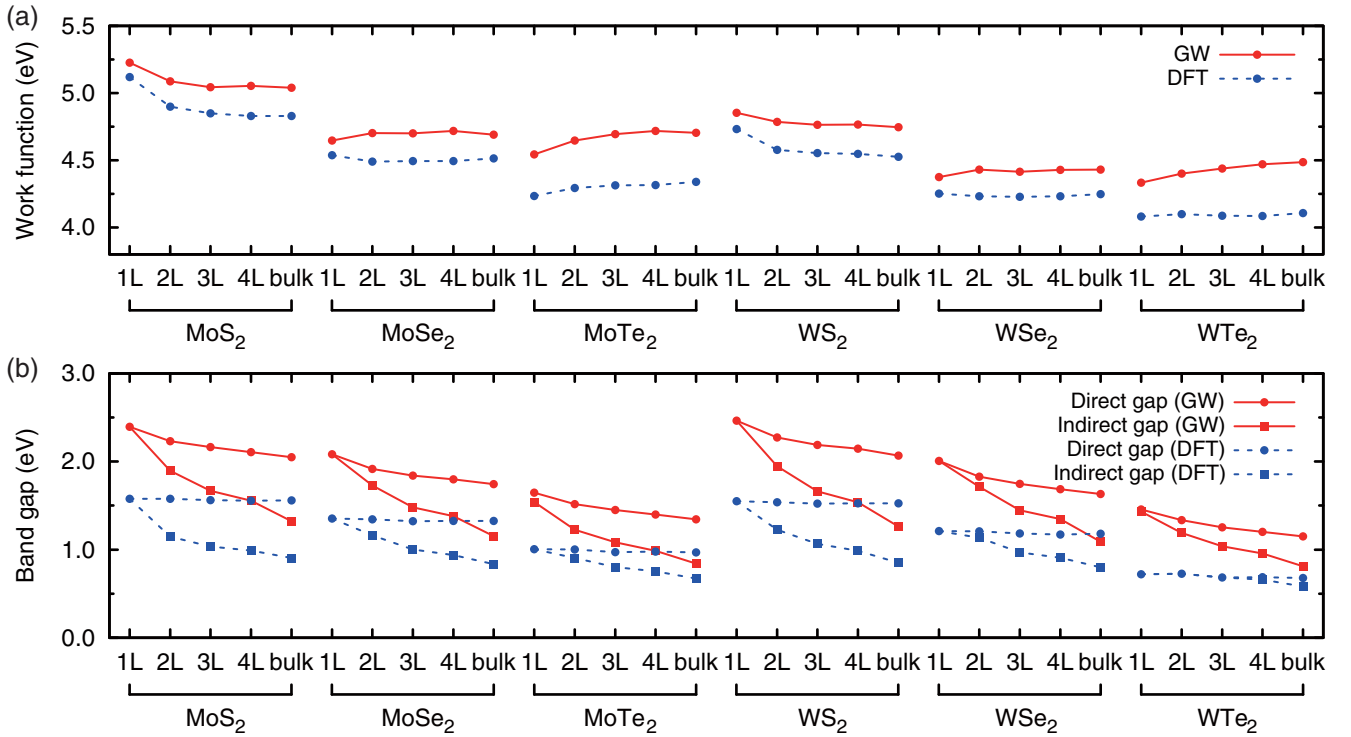 (a)
Work function (eV)
5.5
5.0
4.5
4.0
GW
DFT
1L 2L 3L 4L bulk 1L 2L 3L 4L bulk 1L 2L 3L 4L bulk 1L 2L 3L 4L bulk 1L 2L 3L 4L bulk 1L 2L 3L 4L bulk
MoS₂ MoSe₂ MoTe₂ WS₂ WSe₂ WTe₂
(b)
Band gap (eV)
3.0
2.0
1.0
0.0
Direct gap (GW)
Indirect gap (GW)
Direct gap (DFT)
Indirect gap (DFT)
1L 2L 3L 4L bulk 1L 2L 3L 4L bulk 1L 2L 3L 4L bulk 1L 2L 3L 4L bulk 1L 2L 3L 4L bulk 1L 2L 3L 4L bulk
MoS₂ MoSe₂ MoTe₂ WS₂ WSe₂ WTe₂